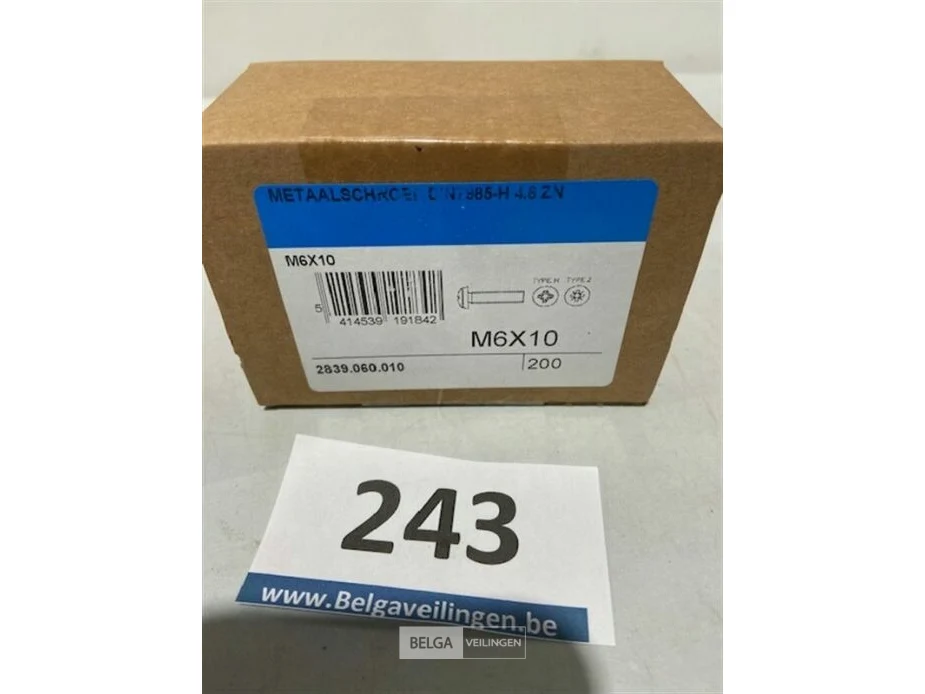 METAALSCHROEF DIN7985-H 4.8 ZN
M6X10
TYPE H TYPE Z
5 414539 191842
M6X10
2839.060.010 200
243
www.Belgaveilingen.be
BELGA VEILINGEN